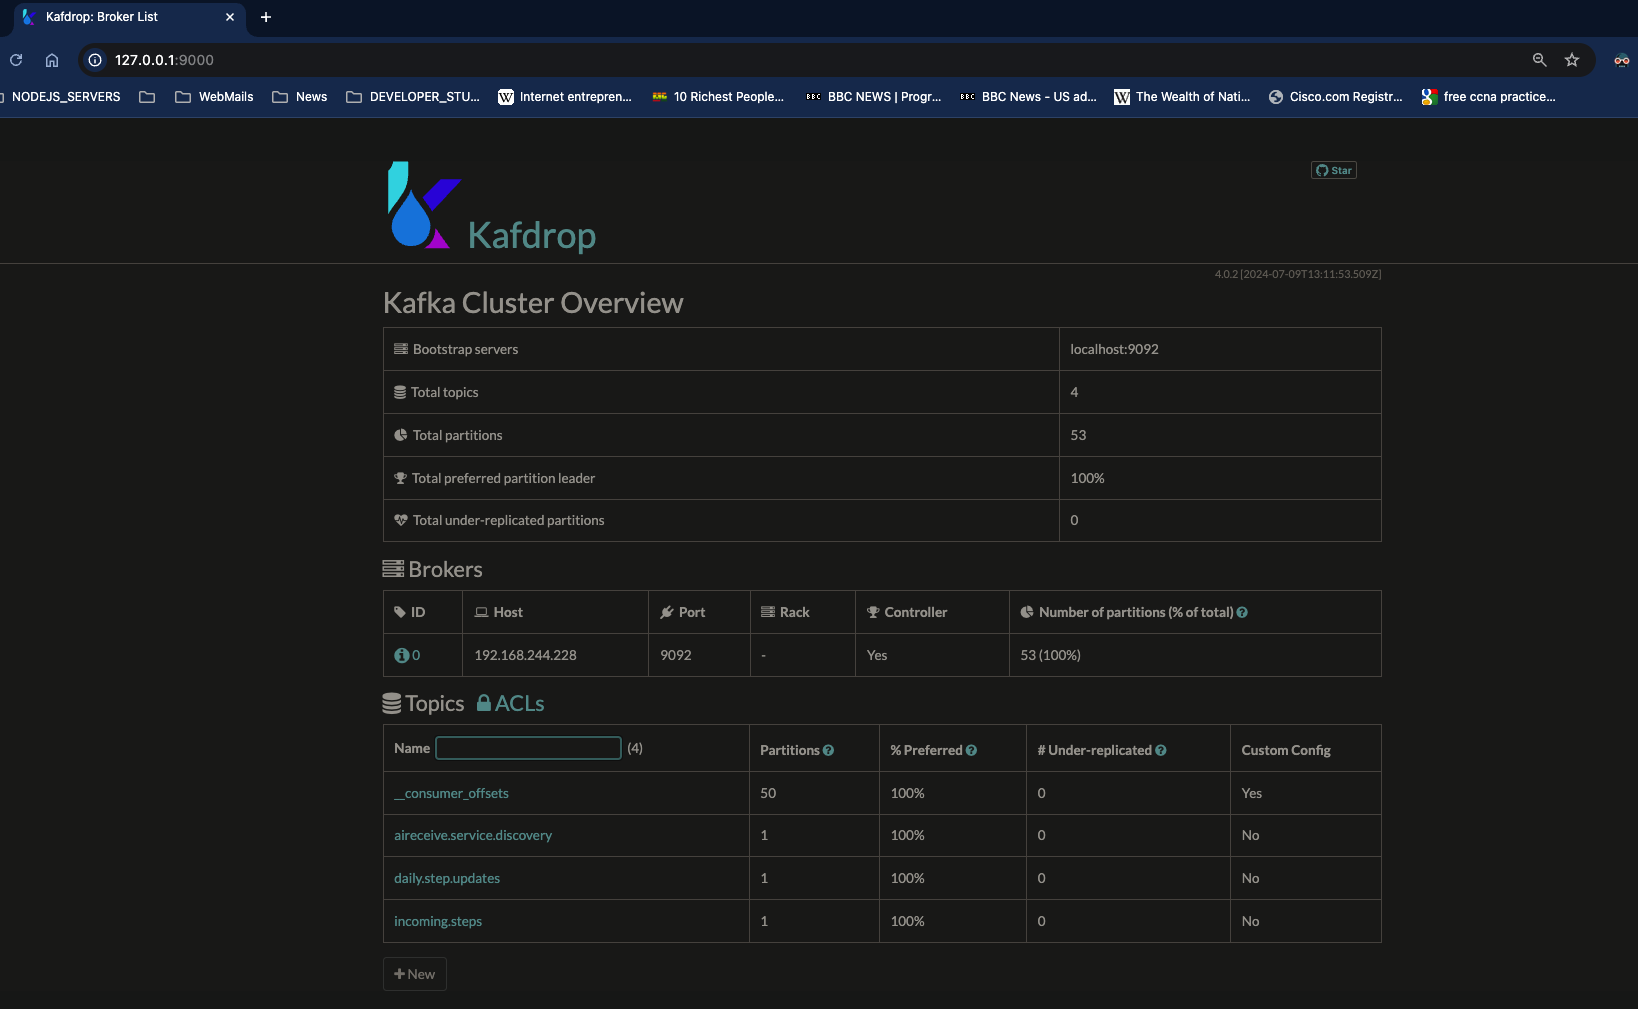 Kafdrop: Broker List
127.0.0.1:9000
NODEJS_SERVERS WebMails News DEVELOPER_STU... Internet entrepren... 10 Richest People... BBC NEWS | Progr... BBC News - US ad... The Wealth of Nati... Cisco.com Registr... free ccna practice...
Star
Kafdrop
4.0.2 [2024-07-09T13:11:53.509Z]
Kafka Cluster Overview
Bootstrap servers localhost:9092
Total topics 4
Total partitions 53
Total preferred partition leader 100%
Total under-replicated partitions 0
Brokers
ID Host Port Rack Controller Number of partitions (% of total)
0 192.168.244.228 9092 - Yes 53 (100%)
Topics ACLs
Name (4) Partitions % Preferred # Under-replicated Custom Config
__consumer_offsets 50 100% 0 Yes
aireceive.service.discovery 1 100% 0 No
daily.step.updates 1 100% 0 No
incoming.steps 1 100% 0 No
New